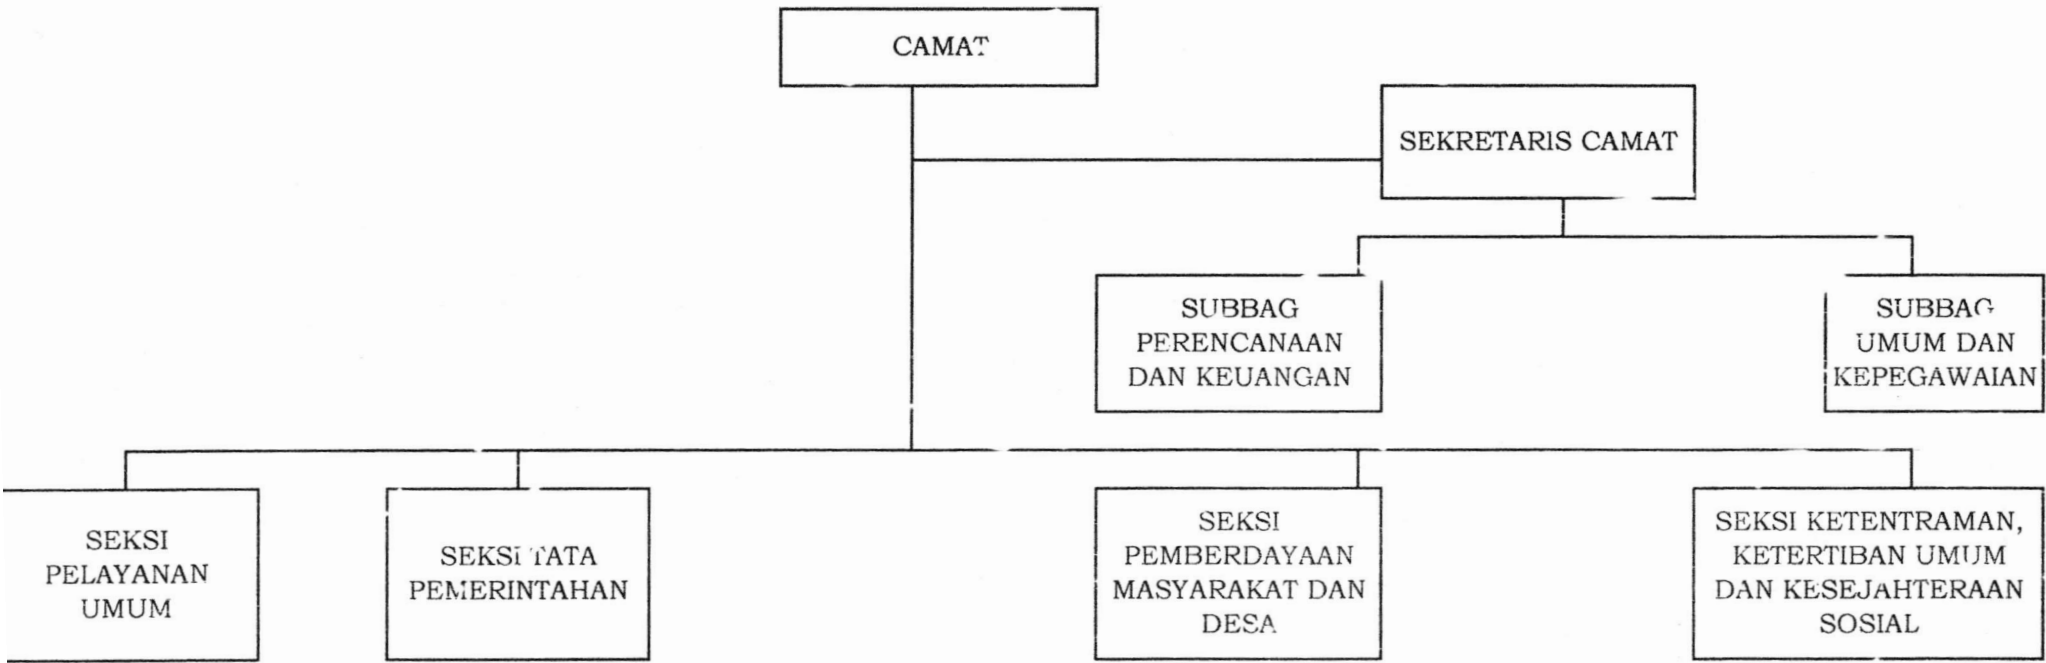 CAMAT
SEKRETARIS CAMAT
SUBBAG
PERENCANAAN
DAN KEUANGAN
SUBBAG
UMUM DAN
KEPEGAWAIAN
SEKSI
PELAYANAN
UMUM
SEKSI TATA
PEMERINTAHAN
SEKSI
PEMBERDAYAAN
MASYARAKAT DAN
DESA
SEKSI KETENTRAMAN,
KETERTIBAN UMUM
DAN KESEJAHTERAAN
SOSIAL